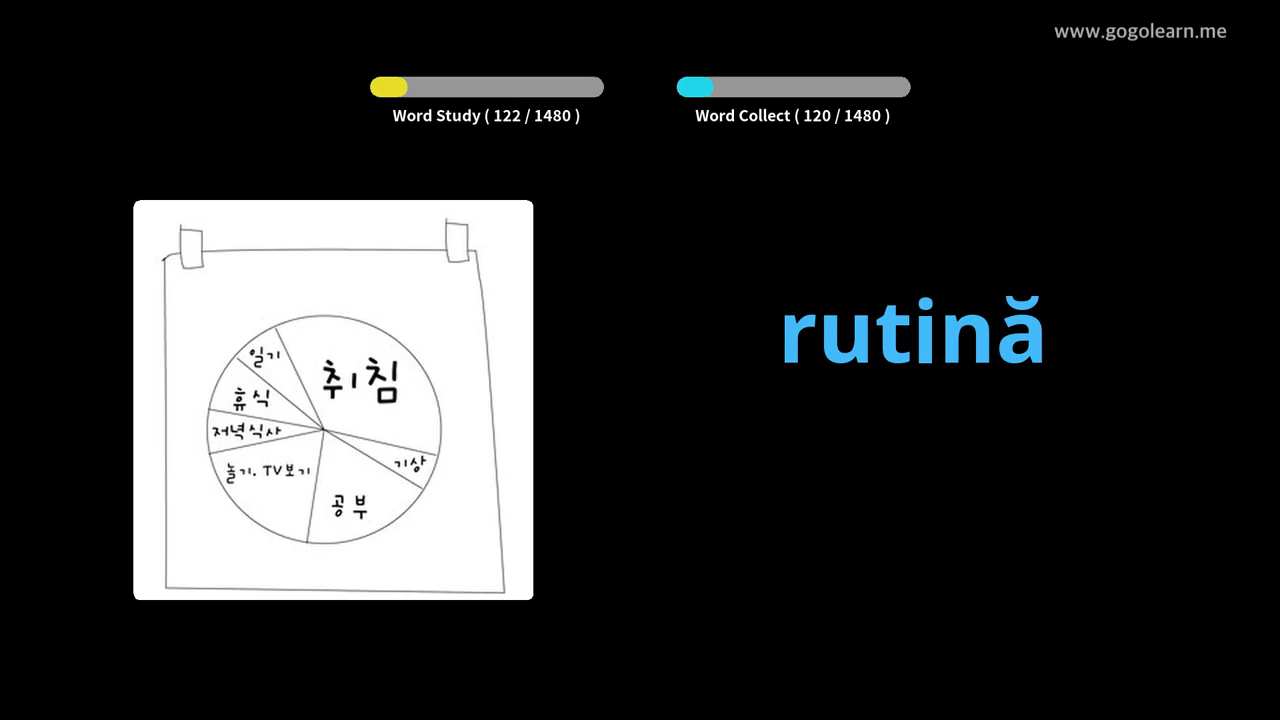 www.gogolearn.me
Word Study ( 122 / 1480 )
Word Collect ( 120 / 1480 )
일기
취침
휴식
저녁식사
기상
놀기. TV보기
공부
rutină